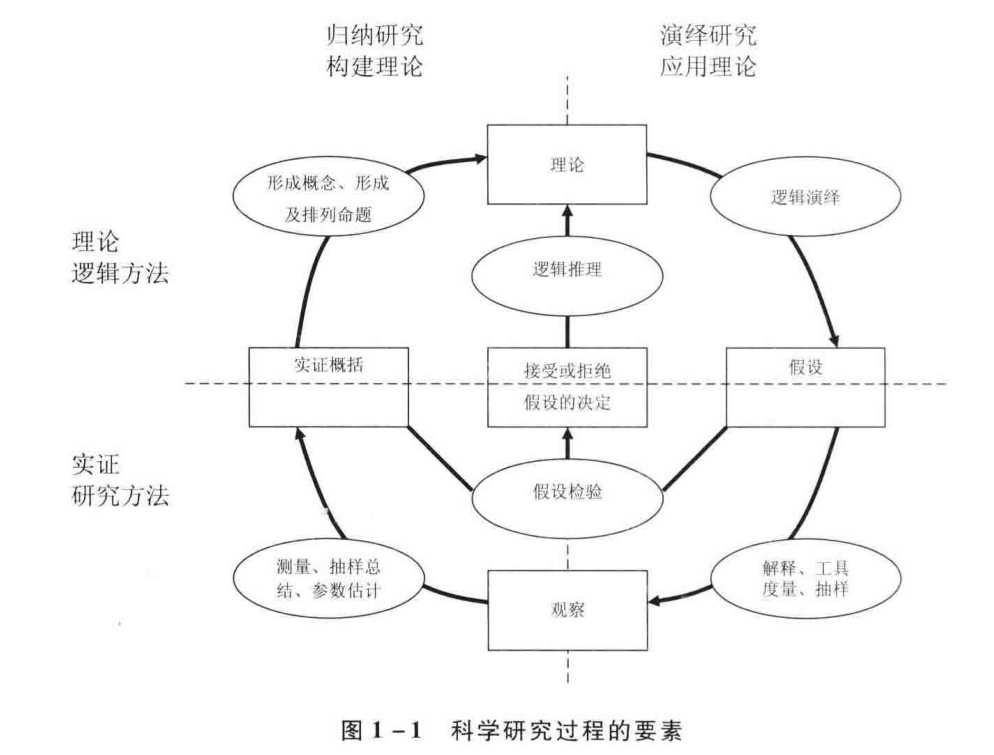 归纳研究
构建理论
演绎研究
应用理论
理论
形成概念、形成
及排列命题
逻辑演绎
理论
逻辑方法
逻辑推理
实证概括
接受或拒绝
假设的决定
假设
实证
研究方法
假设检验
测量、抽样总
结、参数估计
解释、工具
度量、抽样
观察
图1-1 科学研究过程的要素